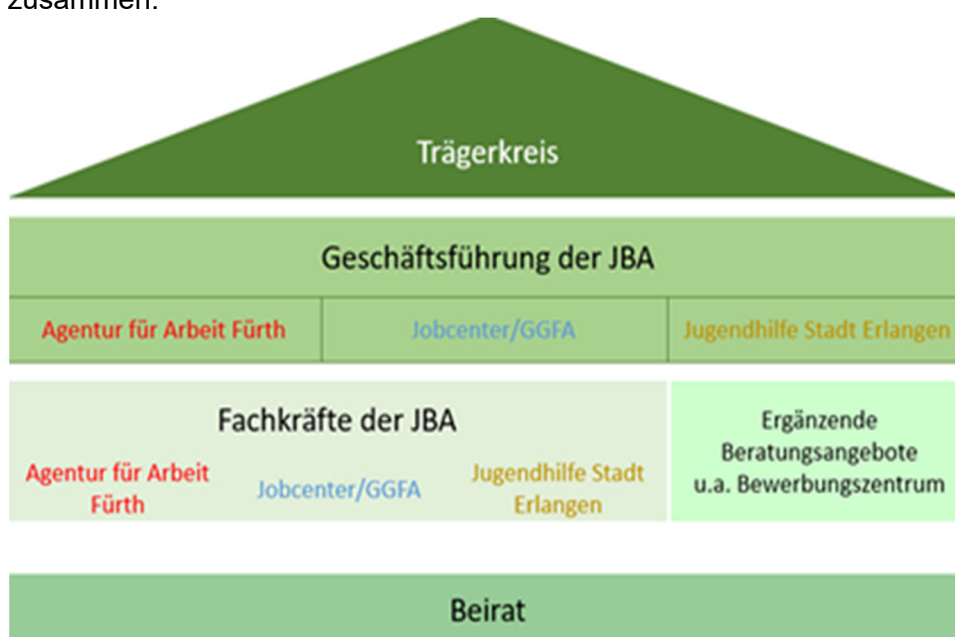 zusammen.
Trägerkreis
Geschäftsführung der JBA
Agentur für Arbeit Fürth
Jobcenter/GGFA
Jugendhilfe Stadt Erlangen
Fachkräfte der JBA
Agentur für Arbeit
Fürth
Jobcenter/GGFA
Jugendhilfe Stadt
Erlangen
Ergänzende
Beratungsangebote
u.a. Bewerbungszentrum
Beirat